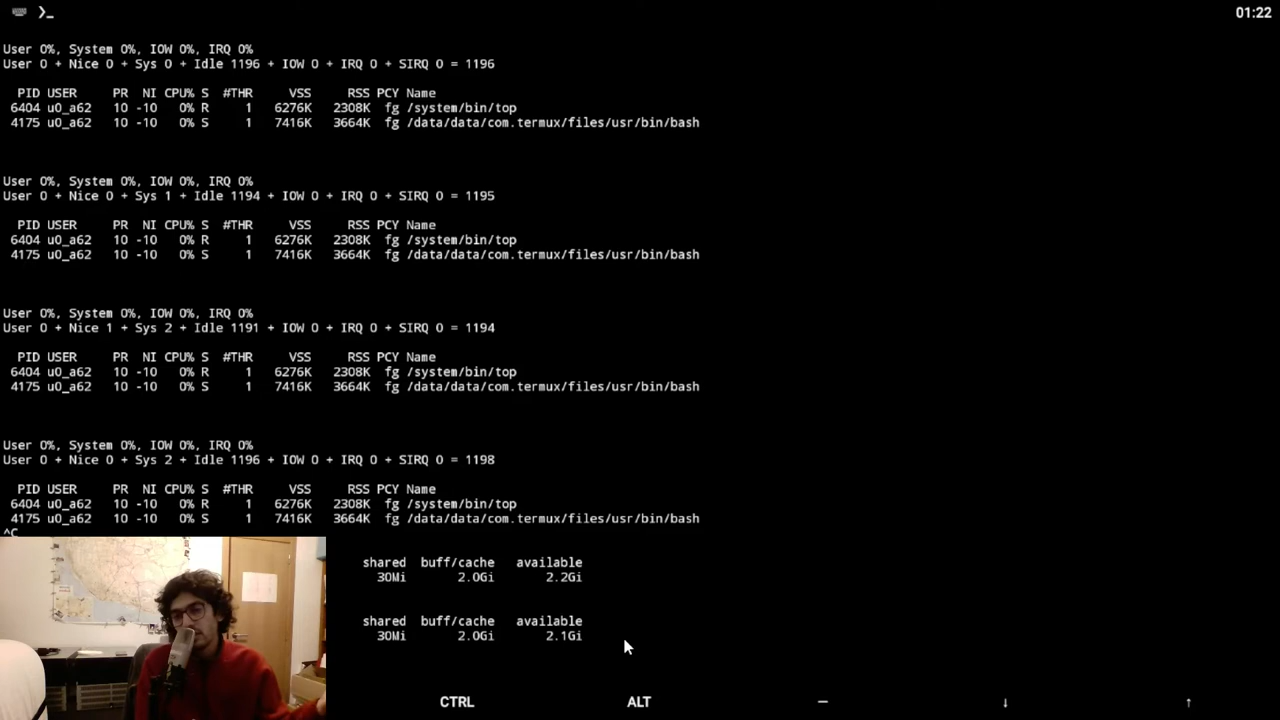 01:22
User 0%, System 0%, IOW 0%, IRQ 0%
User 0 + Nice 0 + Sys 0 + Idle 1196 + IOW 0 + IRQ 0 + SIRQ 0 = 1196
PID USER PR NI CPU% S #THR VSS RSS PCY Name
6404 u0_a62 10 -10 0% R 1 6276K 2308K fg /system/bin/top
4175 u0_a62 10 -10 0% S 1 7416K 3664K fg /data/data/com.termux/files/usr/bin/bash
User 0%, System 0%, IOW 0%, IRQ 0%
User 0 + Nice 0 + Sys 1 + Idle 1194 + IOW 0 + IRQ 0 + SIRQ 0 = 1195
PID USER PR NI CPU% S #THR VSS RSS PCY Name
6404 u0_a62 10 -10 0% R 1 6276K 2308K fg /system/bin/top
4175 u0_a62 10 -10 0% S 1 7416K 3664K fg /data/data/com.termux/files/usr/bin/bash
User 0%, System 0%, IOW 0%, IRQ 0%
User 0 + Nice 1 + Sys 2 + Idle 1191 + IOW 0 + IRQ 0 + SIRQ 0 = 1194
PID USER PR NI CPU% S #THR VSS RSS PCY Name
6404 u0_a62 10 -10 0% R 1 6276K 2308K fg /system/bin/top
4175 u0_a62 10 -10 0% S 1 7416K 3664K fg /data/data/com.termux/files/usr/bin/bash
User 0%, System 0%, IOW 0%, IRQ 0%
User 0 + Nice 0 + Sys 2 + Idle 1196 + IOW 0 + IRQ 0 + SIRQ 0 = 1198
PID USER PR NI CPU% S #THR VSS RSS PCY Name
6404 u0_a62 10 -10 0% R 1 6276K 2308K fg /system/bin/top
4175 u0_a62 10 -10 0% S 1 7416K 3664K fg /data/data/com.termux/files/usr/bin/bash
^C
shared buff/cache available
30Mi 2.0Gi 2.2Gi
shared buff/cache available
30Mi 2.0Gi 2.1Gi
CTRL ALT — ↓ ↑